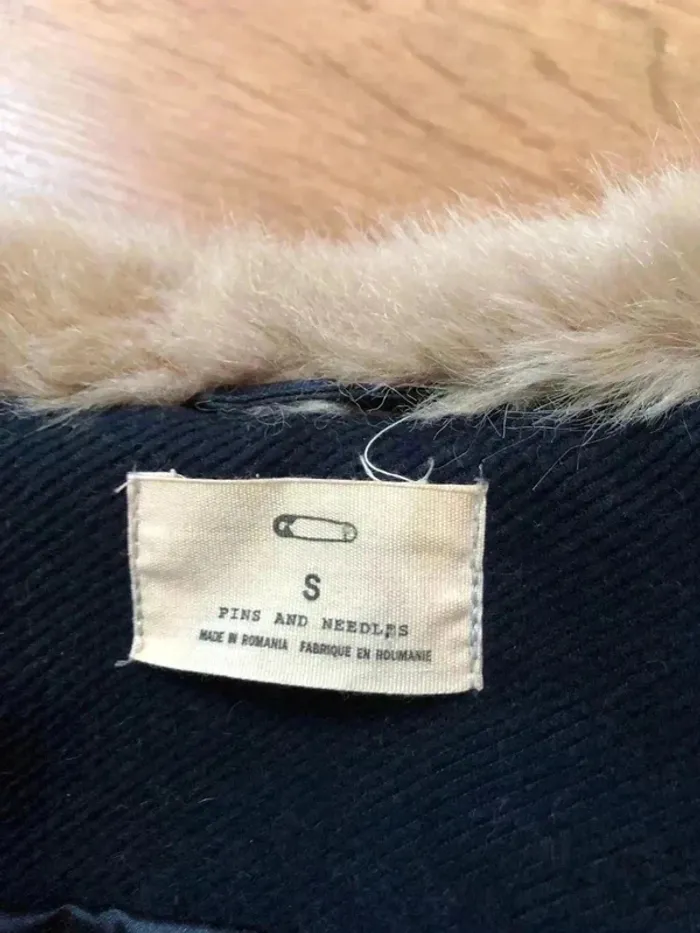 S
PINS AND NEEDLES
MADE IN ROMANIA FABRIQUE EN ROUMANIE